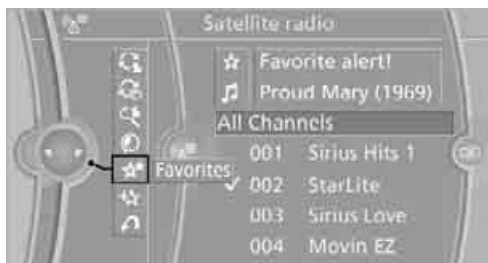 Satellite radio
Favorite alert!
Proud Mary (1969)
All Channels
001 Sirius Hits 1
Favorites
002 StarLite
003 Sirius Love
004 Movin EZ